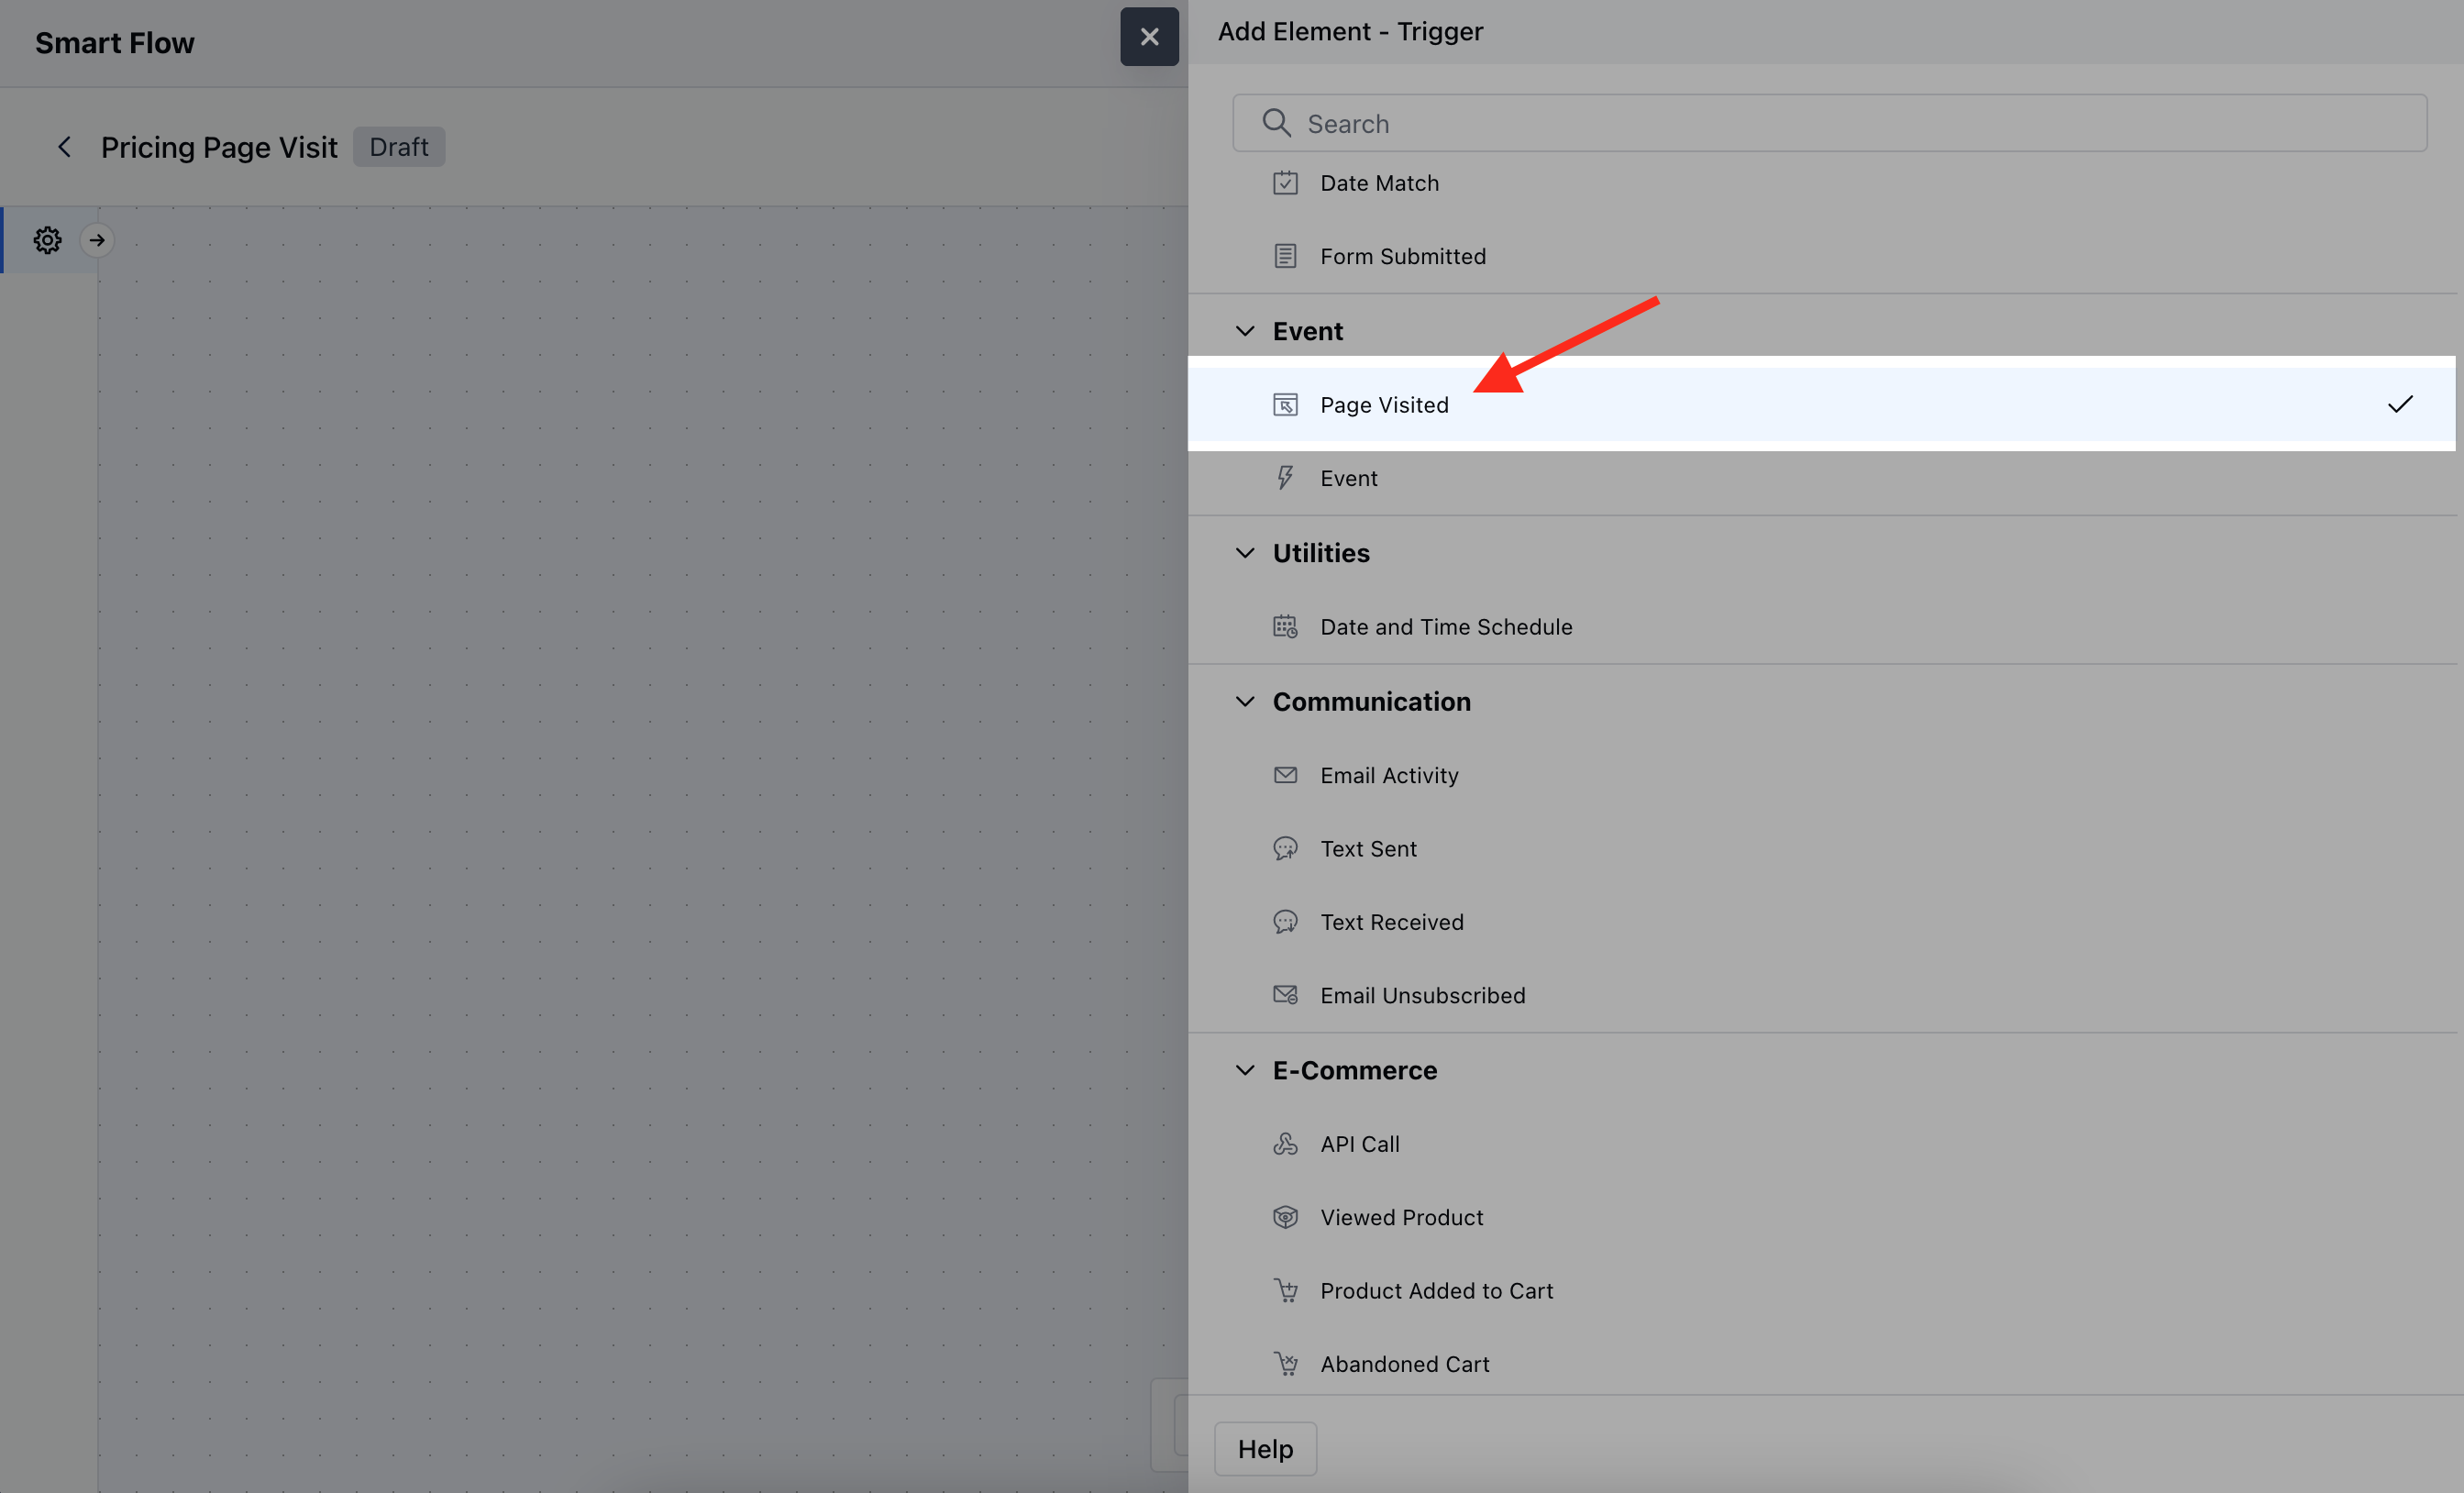 Smart Flow
Pricing Page Visit
Draft
Add Element - Trigger
Search
Date Match
Form Submitted
Event
Page Visited
Event
Utilities
Date and Time Schedule
Communication
Email Activity
Text Sent
Text Received
Email Unsubscribed
E-Commerce
API Call
Viewed Product
Product Added to Cart
Abandoned Cart
Help